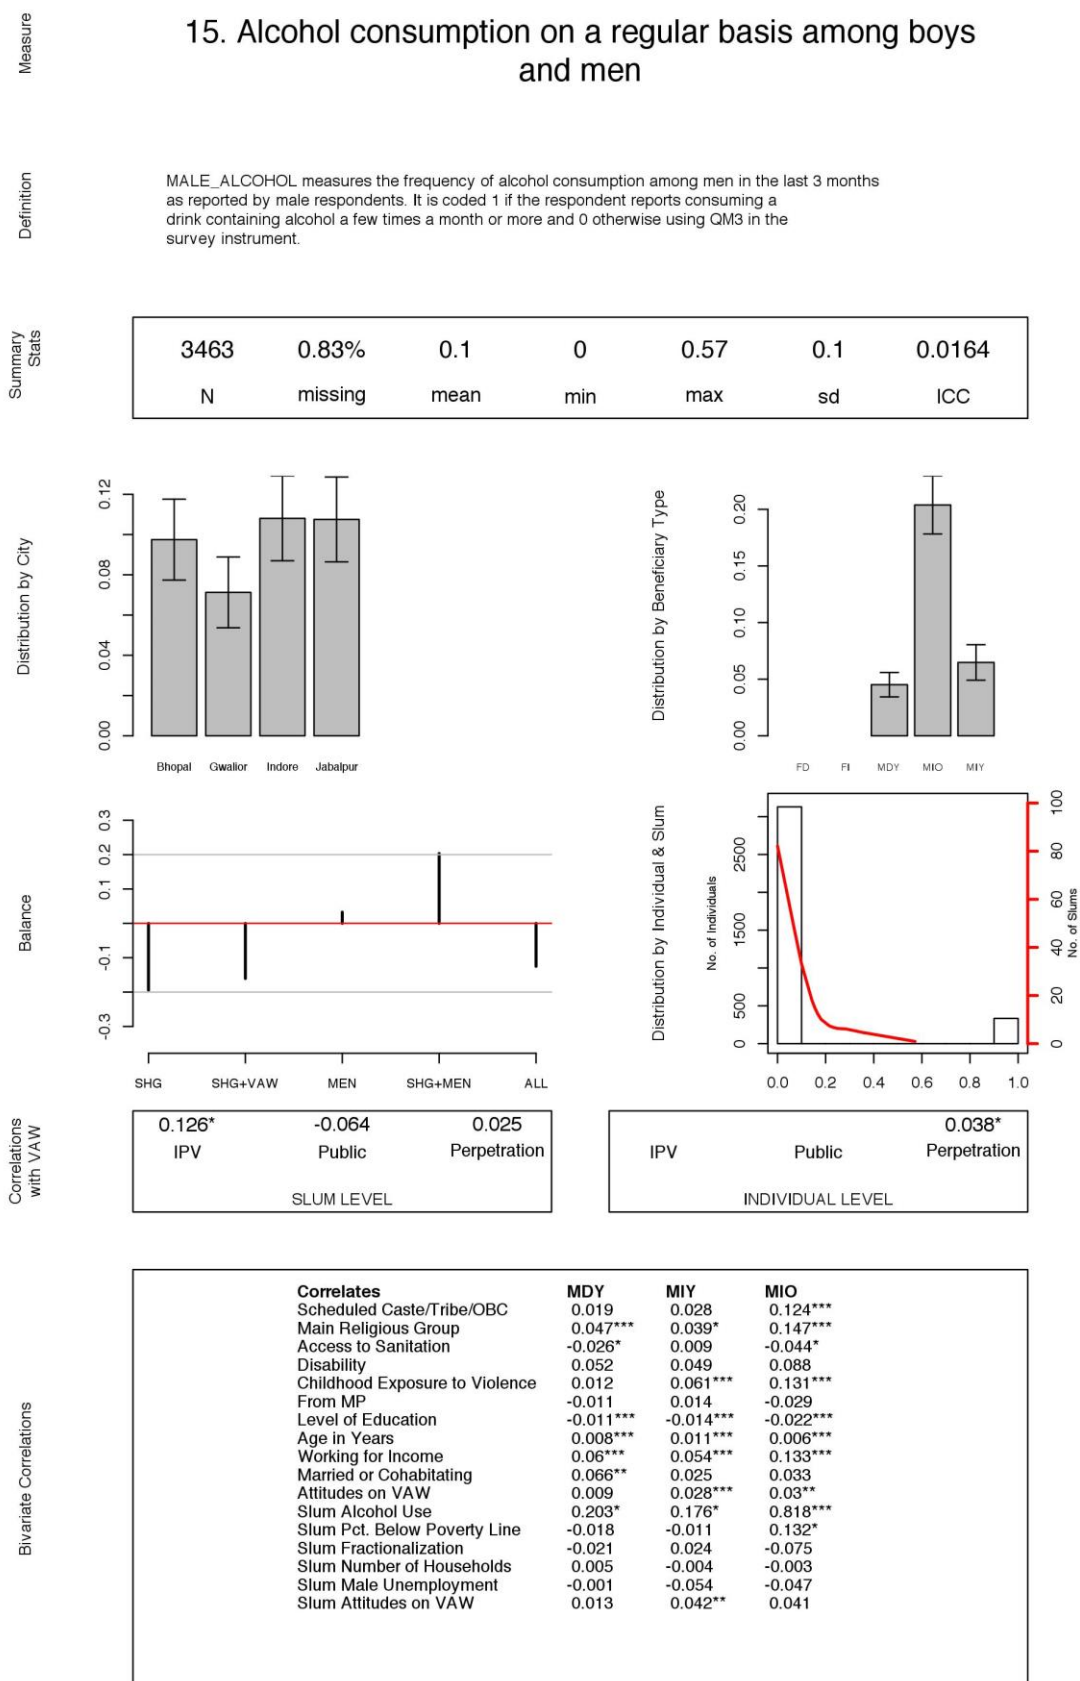 Measure
15. Alcohol consumption on a regular basis among boys
and men
Definition
MALE_ALCOHOL measures the frequency of alcohol consumption among men in the last 3 months
as reported by male respondents. It is coded 1 if the respondent reports consuming a
drink containing alcohol a few times a month or more and 0 otherwise using QM3 in the
survey instrument.
Summary
Stats
3463 0.83% 0.1 0 0.57 0.1 0.0164
N missing mean min max sd ICC
Distribution by City
0.12
0.08
0.04
0.00
Bhopal Gwalior Indore Jabalpur
Distribution by Beneficiary Type
0.20
0.15
0.10
0.05
0.00
FD FI MDY MIO MIY
Balance
0.3
0.2
0.1
-0.1
-0.3
SHG SHG+VAW MEN SHG+MEN ALL
Distribution by Individual & Slum
No. of Individuals
2500
1500
500
0
100
80
60
40
20
0
No. of Slums
0.0 0.2 0.4 0.6 0.8 1.0
Correlations
with VAW
0.126* -0.064 0.025
IPV Public Perpetration
SLUM LEVEL
0.038*
IPV Public Perpetration
INDIVIDUAL LEVEL
Bivariate Correlations
Correlates MDY MIY MIO
Scheduled Caste/Tribe/OBC 0.019 0.028 0.124***
Main Religious Group 0.047*** 0.039* 0.147***
Access to Sanitation -0.026* 0.009 -0.044*
Disability 0.052 0.049 0.088
Childhood Exposure to Violence 0.012 0.061*** 0.131***
From MP -0.011 0.014 -0.029
Level of Education -0.011*** -0.014*** -0.022***
Age in Years 0.008*** 0.011*** 0.006***
Working for Income 0.06*** 0.054*** 0.133***
Married or Cohabitating 0.066** 0.025 0.033
Attitudes on VAW 0.009 0.028*** 0.03**
Slum Alcohol Use 0.203* 0.176* 0.818***
Slum Pct. Below Poverty Line -0.018 -0.011 0.132*
Slum Fractionalization -0.021 0.024 -0.075
Slum Number of Households 0.005 -0.004 -0.003
Slum Male Unemployment -0.001 -0.054 -0.047
Slum Attitudes on VAW 0.013 0.042** 0.041